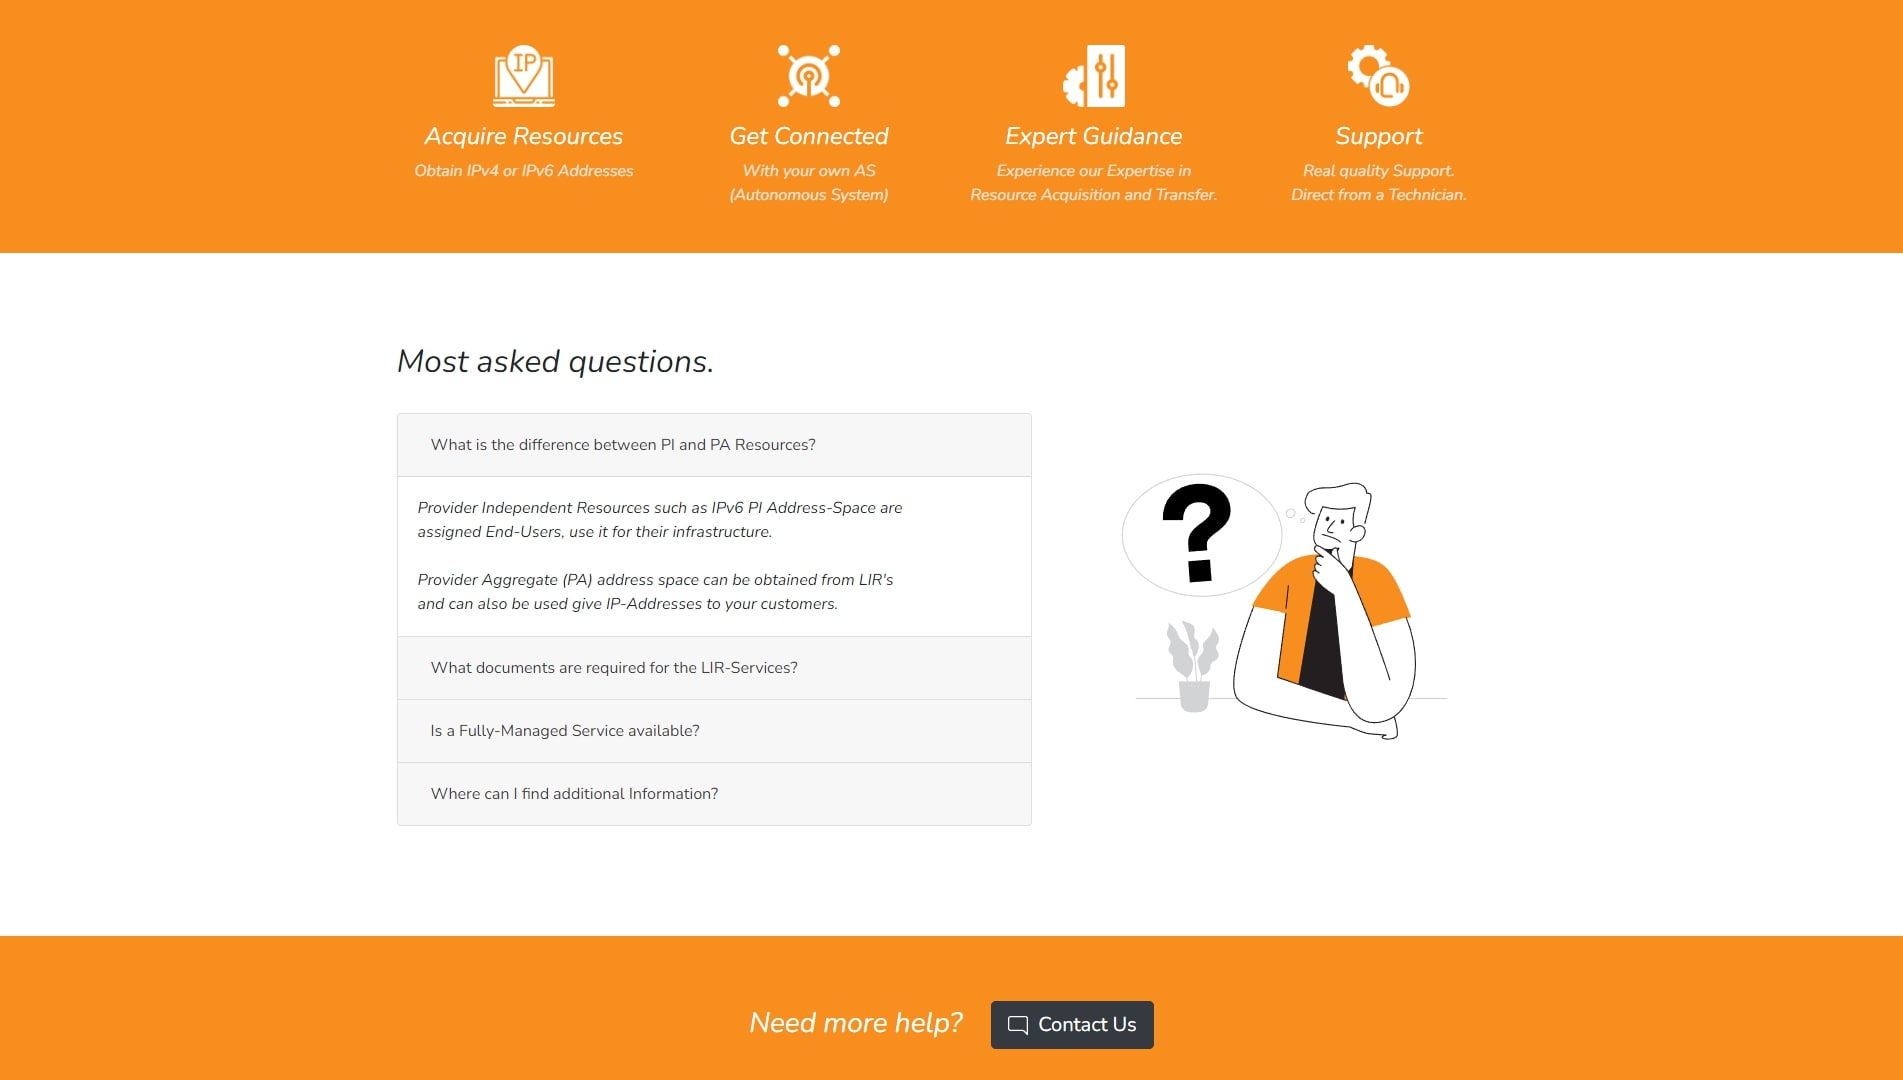 IP
Acquire Resources
Obtain IPv4 or IPv6 Addresses
Get Connected
With your own AS
(Autonomous System)
Expert Guidance
Experience our Expertise in
Resource Acquisition and Transfer.
Support
Real quality Support.
Direct from a Technician.
Most asked questions.
What is the difference between PI and PA Resources?
Provider Independent Resources such as IPv6 PI Address-Space are
assigned End-Users, use it for their infrastructure.
Provider Aggregate (PA) address space can be obtained from LIR's
and can also be used give IP-Addresses to your customers.
What documents are required for the LIR-Services?
Is a Fully-Managed Service available?
Where can I find additional Information?
?
Need more help?
Contact Us